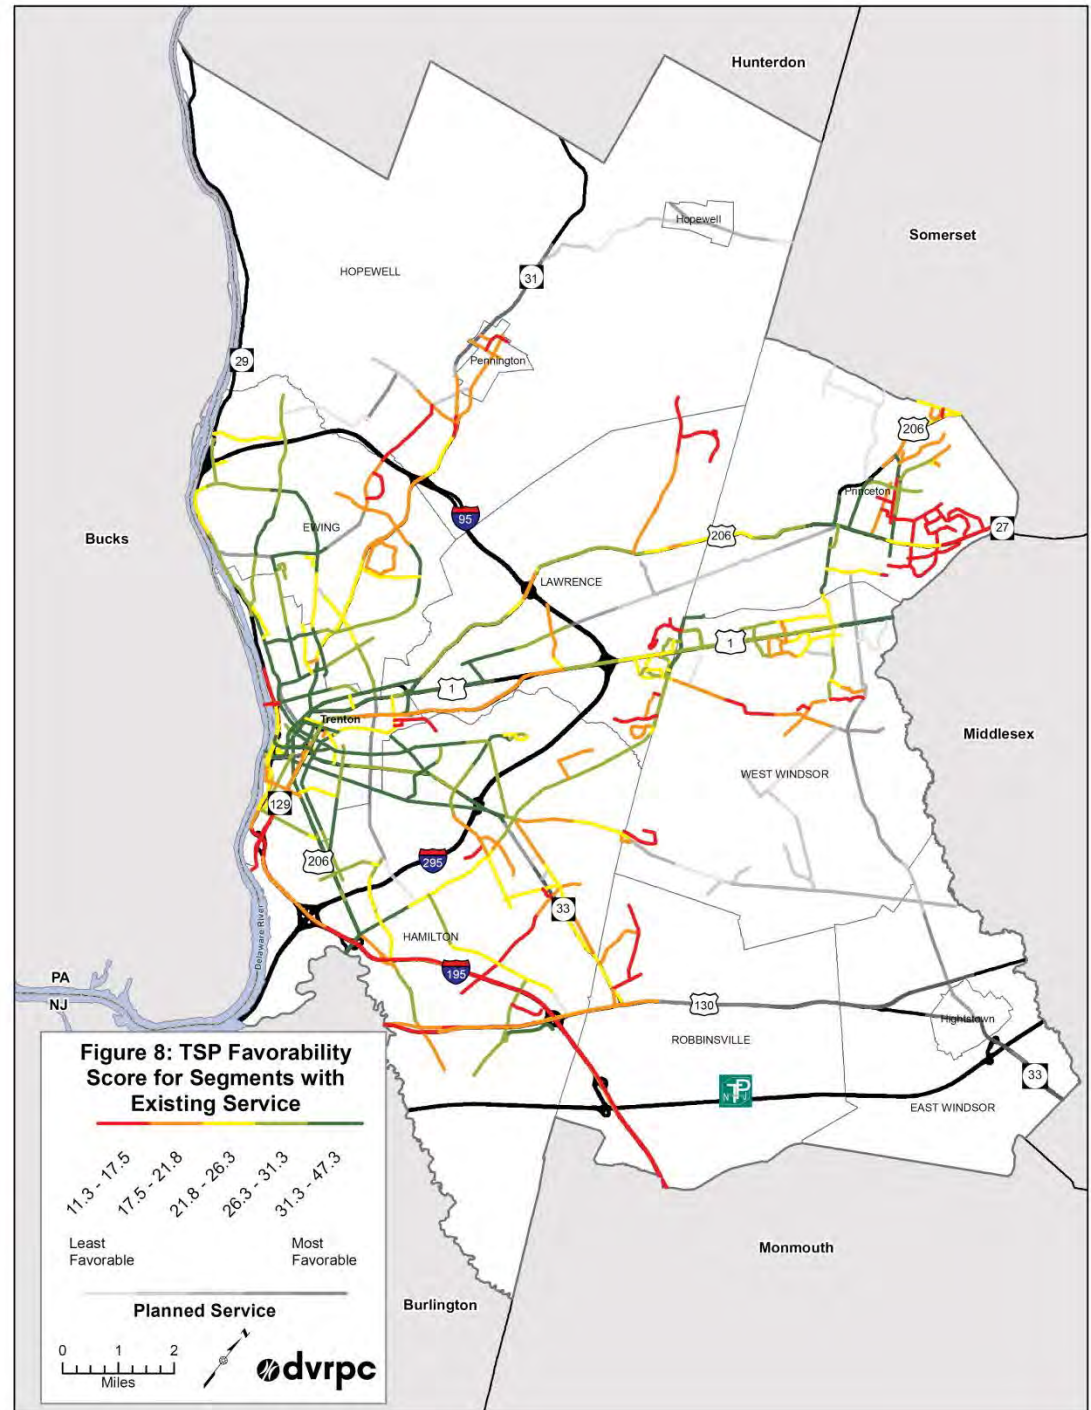 Hunterdon
Hopewell
Somerset
HOPEWELL
31
29
Pennington
206
Princeton
95
EWING
27
Bucks
206
LAWRENCE
1
1
Trenton
Middlesex
WEST WINDSOR
129
206
295
33
Delaware River
HAMILTON
195
PA
NJ
130
Hightstown
ROBBINSVILLE
33
N TP J
EAST WINDSOR
Figure 8: TSP Favorability
Score for Segments with
Existing Service
11.3 - 17.5
17.5 - 21.8
21.8 - 26.3
26.3 - 31.3
31.3 - 47.3
Least
Favorable
Most
Favorable
Planned Service
N
0 1 2
Miles
dvrpc
Monmouth
Burlington